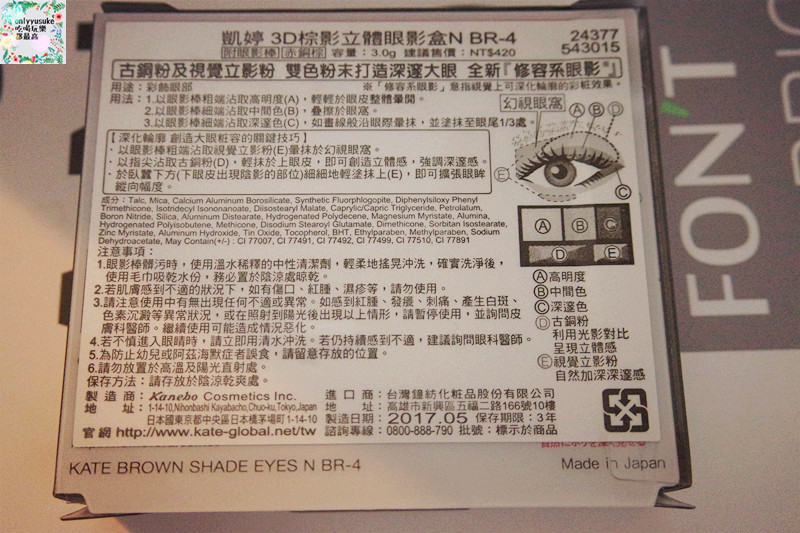 onlyyusuke
吃喝玩樂
都最高
凱婷 3D棕影立體眼影盒N BR-4
24377
543015
附眼影棒 赤銅棕 容量：3.0g 建議售價：NT$420
古銅粉及視覺立影粉 雙色粉末打造深邃大眼 全新『修容系眼影*』
用途：彩飾眼部
※「修容系眼影」意指視覺上可深化輪廓的彩粧效果。
用法：1.以眼影棒粗端沾取高明度(A)，輕輕於眼皮整體暈開。
2.以眼影棒細端沾取中間色(B)，疊擦於眼窩。
3.以眼影棒細端沾取深邃色(C)，如畫線般沿眼際暈抹，並塗抹至眼尾1/3處。
【深化輪廓 創造大眼粧容的關鍵技巧】
·以眼影棒粗端沾取視覺立影粉(E)暈抹於幻視眼窩。
·以指尖沾取古銅粉(D)，輕抹於上眼皮，即可創造立體感，強調深邃感。
·於臥蠶下方(下眼皮出現陰影的部位)細細地輕塗抹上(E)，即可擴張眼眸
縱向幅度。
幻視眼窩
A B D
E
C
A B C
D E
成分：Talc, Mica, Calcium Aluminum Borosilicate, Synthetic Fluorphlogopite, Diphenylsiloxy Phenyl
Trimethicone, Isotridecyl Isononanoate, Diisostearyl Malate, Caprylic/Capric Triglyceride, Petrolatum,
Boron Nitride, Silica, Aluminum Distearate, Hydrogenated Polydecene, Magnesium Myristate, Alumina,
Hydrogenated Polyisobutene, Methicone, Disodium Stearoyl Glutamate, Dimethicone, Sorbitan Isostearate,
Zinc Myristate, Aluminum Hydroxide, Tin Oxide, Tocopherol, BHT, Ethylparaben, Methylparaben, Sodium
Dehydroacetate, May Contain(+/-) : CI 77007, CI 77491, CI 77492, CI 77499, CI 77510, CI 77891
注意事項：
1.眼影棒髒污時，使用溫水稀釋的中性清潔劑，輕柔地搖晃沖洗，確實洗淨後，
使用毛巾吸乾水份，務必置於陰涼處晾乾。
2.若肌膚感到不適的狀況下，如有傷口、紅腫、濕疹等，請勿使用。
3.請注意使用中有無出現任何不適或異常。如感到紅腫、發癢、刺痛、產生白斑、
色素沉澱等異常狀況，或在照射到陽光後出現以上情形，請暫停使用，並詢問皮
膚科醫師。繼續使用可能造成情況惡化。
4.若不慎進入眼睛時，請立即用清水沖洗。若仍持續感到不適，建議詢問眼科醫師。
5.為防止幼兒或阿茲海默症者誤食，請留意存放的位置。
6.請勿放置於高溫及陽光直射處。
保存方法：請存放於陰涼乾爽處。
A高明度
B中間色
C深邃色
D古銅粉
利用光影對比
呈現立體感
E視覺立影粉
自然加深深邃感
製造商：Kanebo Cosmetics Inc.
地址：1-14-10,Nihonbashi Kayabacho,Chuo-ku,Tokyo,Japan
日本國東京都中央區日本橋茅場町1-14-10
官網 http://www.kate-global.net/tw
進口商：台灣鐘紡化粧品股份有限公司
地址：高雄市新興區五福二路166號10樓
製造日期：2017.05 保存期限：3年
諮詢專線：0800-888-790 批號：標示於商品
KATE BROWN SHADE EYES N BR-4
Made in Japan
FON'T